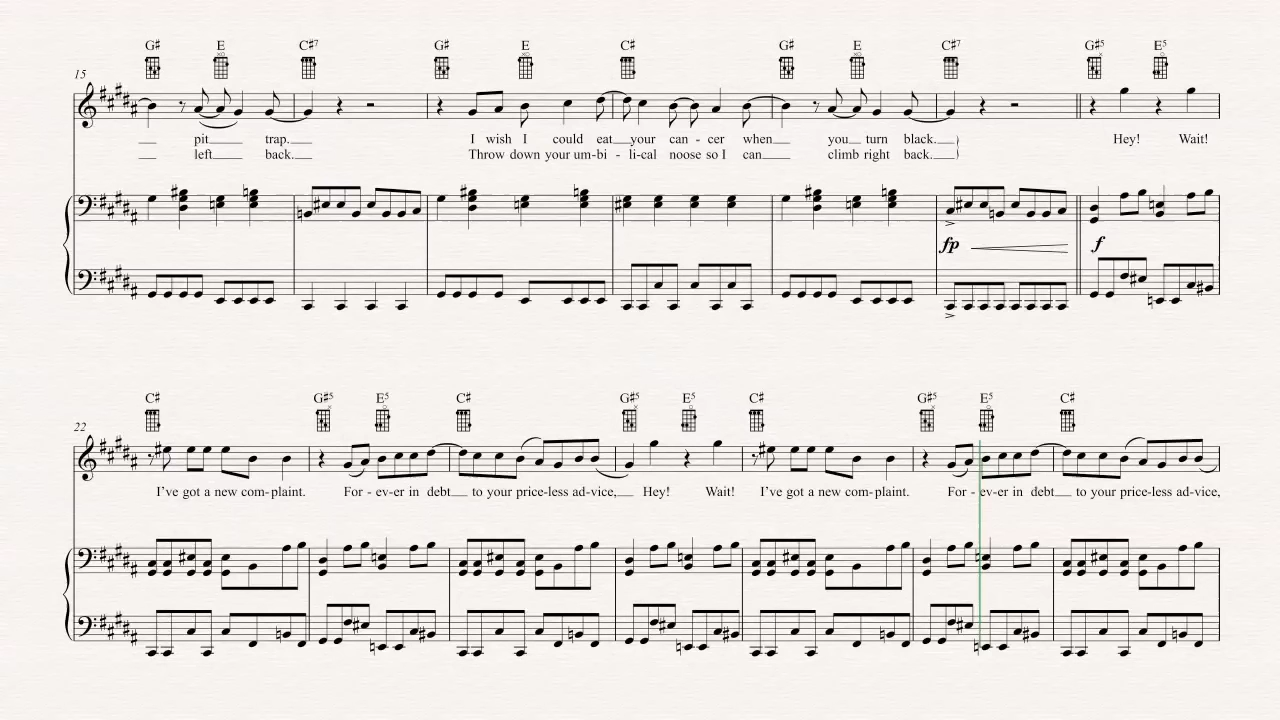 G♯ E C♯7 G♯ E C♯ G♯ E C♯7 G♯5 E5
15
pit trap. I wish I could eat your can - cer when you turn black. Hey! Wait!
left back. Throw down your um-bi - li-cal noose so I can climb right back.
fp f
C♯ G♯5 E5 C♯ G♯5 E5 C♯ G♯5 E5 C♯
22
I've got a new com-plaint. For - ev-er in debt to your price-less ad-vice, Hey! Wait! I've got a new com-plaint. For - ev-er in debt to your price-less ad-vice,